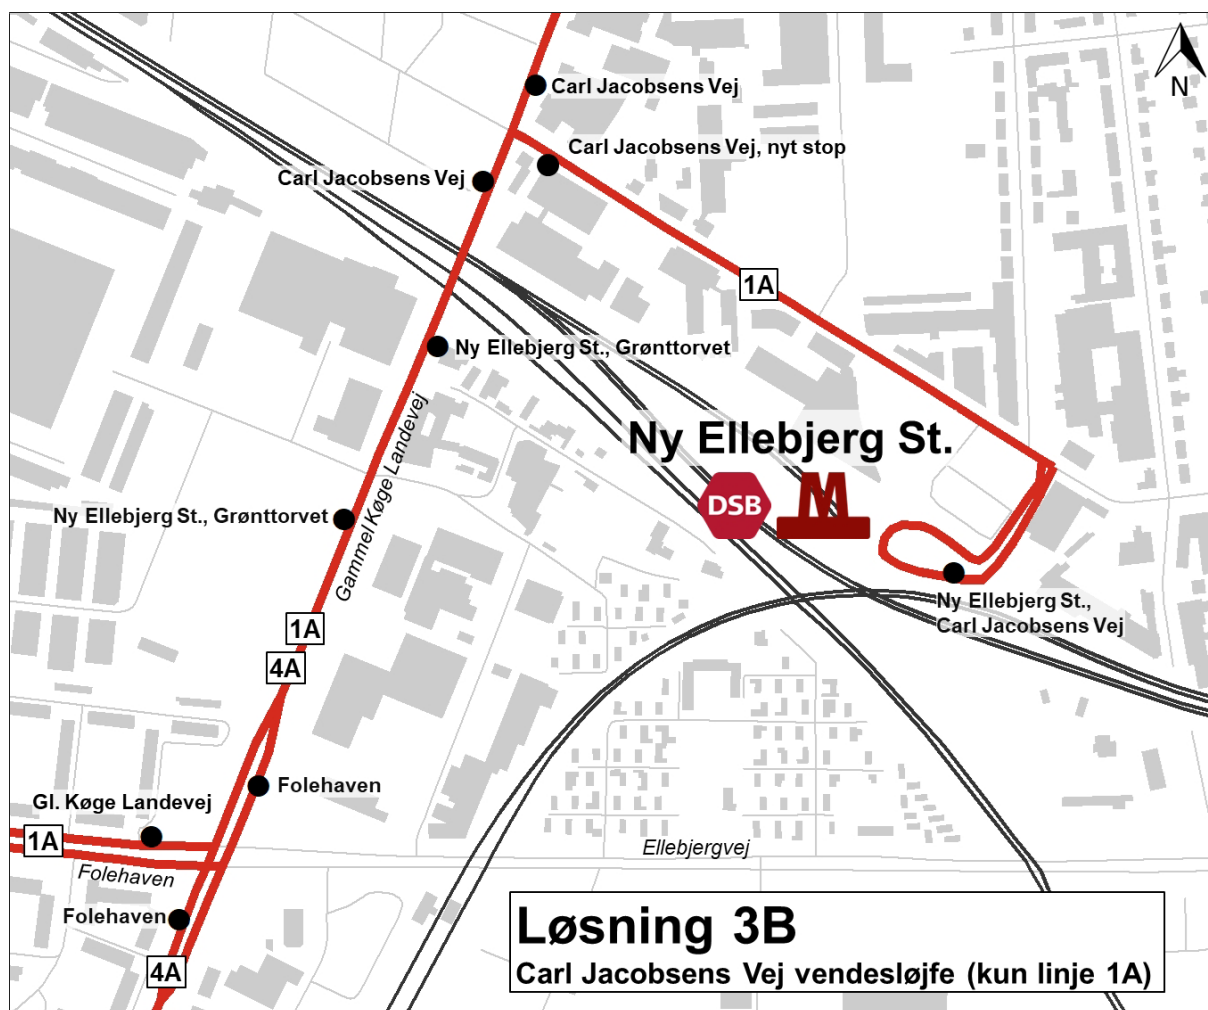 N
Carl Jacobsens Vej
Carl Jacobsens Vej, nyt stop
Carl Jacobsens Vej
1A
Ny Ellebjerg St., Grønttorvet
Gammel Køge Landevej
Ny Ellebjerg St.
DSB
M
Ny Ellebjerg St., Grønttorvet
Ny Ellebjerg St.,
Carl Jacobsens Vej
1A
4A
Folehaven
Gl. Køge Landevej
1A
Ellebjergvej
Folehaven
Folehaven
4A
Løsning 3B
Carl Jacobsens Vej vendesløjfe (kun linje 1A)